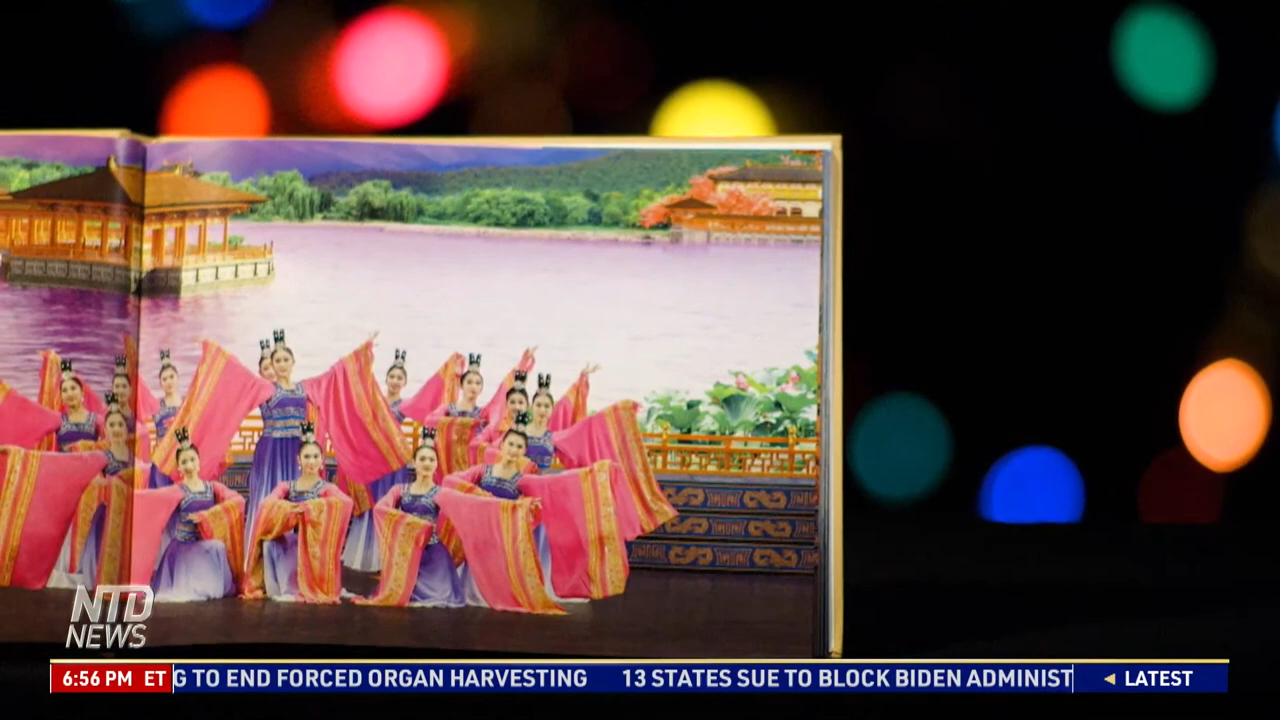 NTD
NEWS
6:56 PM ET
G TO END FORCED ORGAN HARVESTING 13 STATES SUE TO BLOCK BIDEN ADMINIST
LATEST